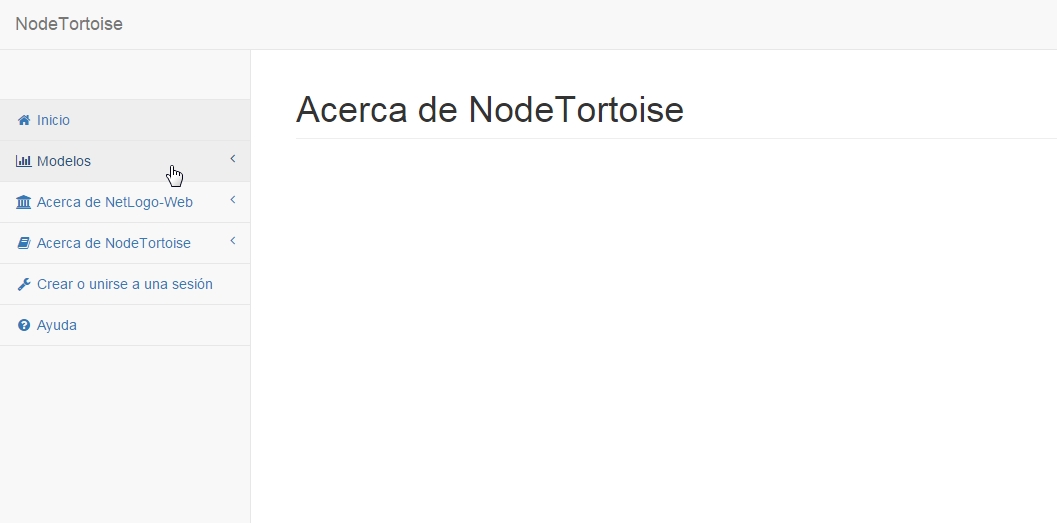 NodeTortoise
Inicio
Modelos
Acerca de NetLogo-Web
Acerca de NodeTortoise
Crear o unirse a una sesión
Ayuda
Acerca de NodeTortoise